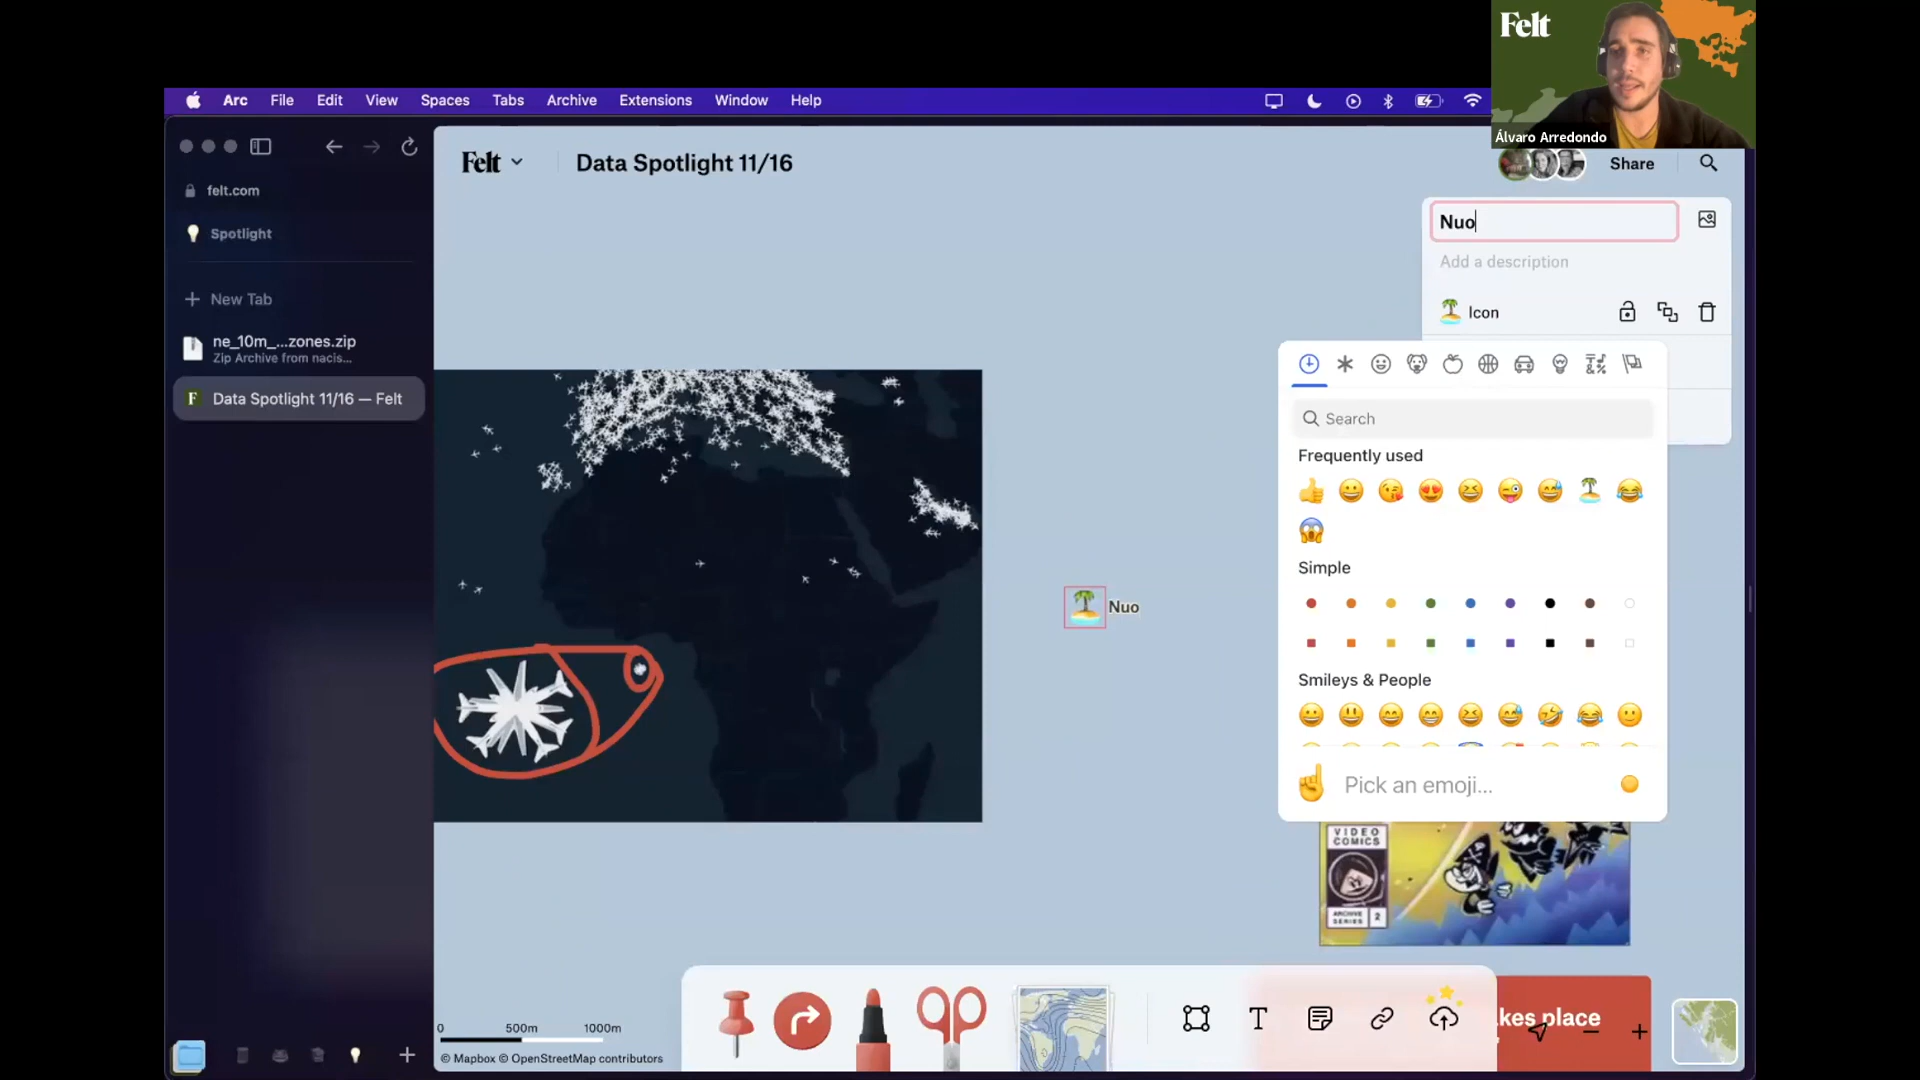 Felt
Álvaro Arredondo
Arc File Edit View Spaces Tabs Archive Extensions Window Help
felt.com
Felt
Data Spotlight 11/16
Share
Spotlight
Nuo
Add a description
New Tab
Icon
ne_10m_...zones.zip
Zip Archive from nacis...
F Data Spotlight 11/16 — Felt
Search
Frequently used
Simple
Nuo
Smileys & People
Pick an emoji...
VIDEO
COMICS
ARCHIVE
SERIES 2
T
kes place
0 500m 1000m
© Mapbox © OpenStreetMap contributors